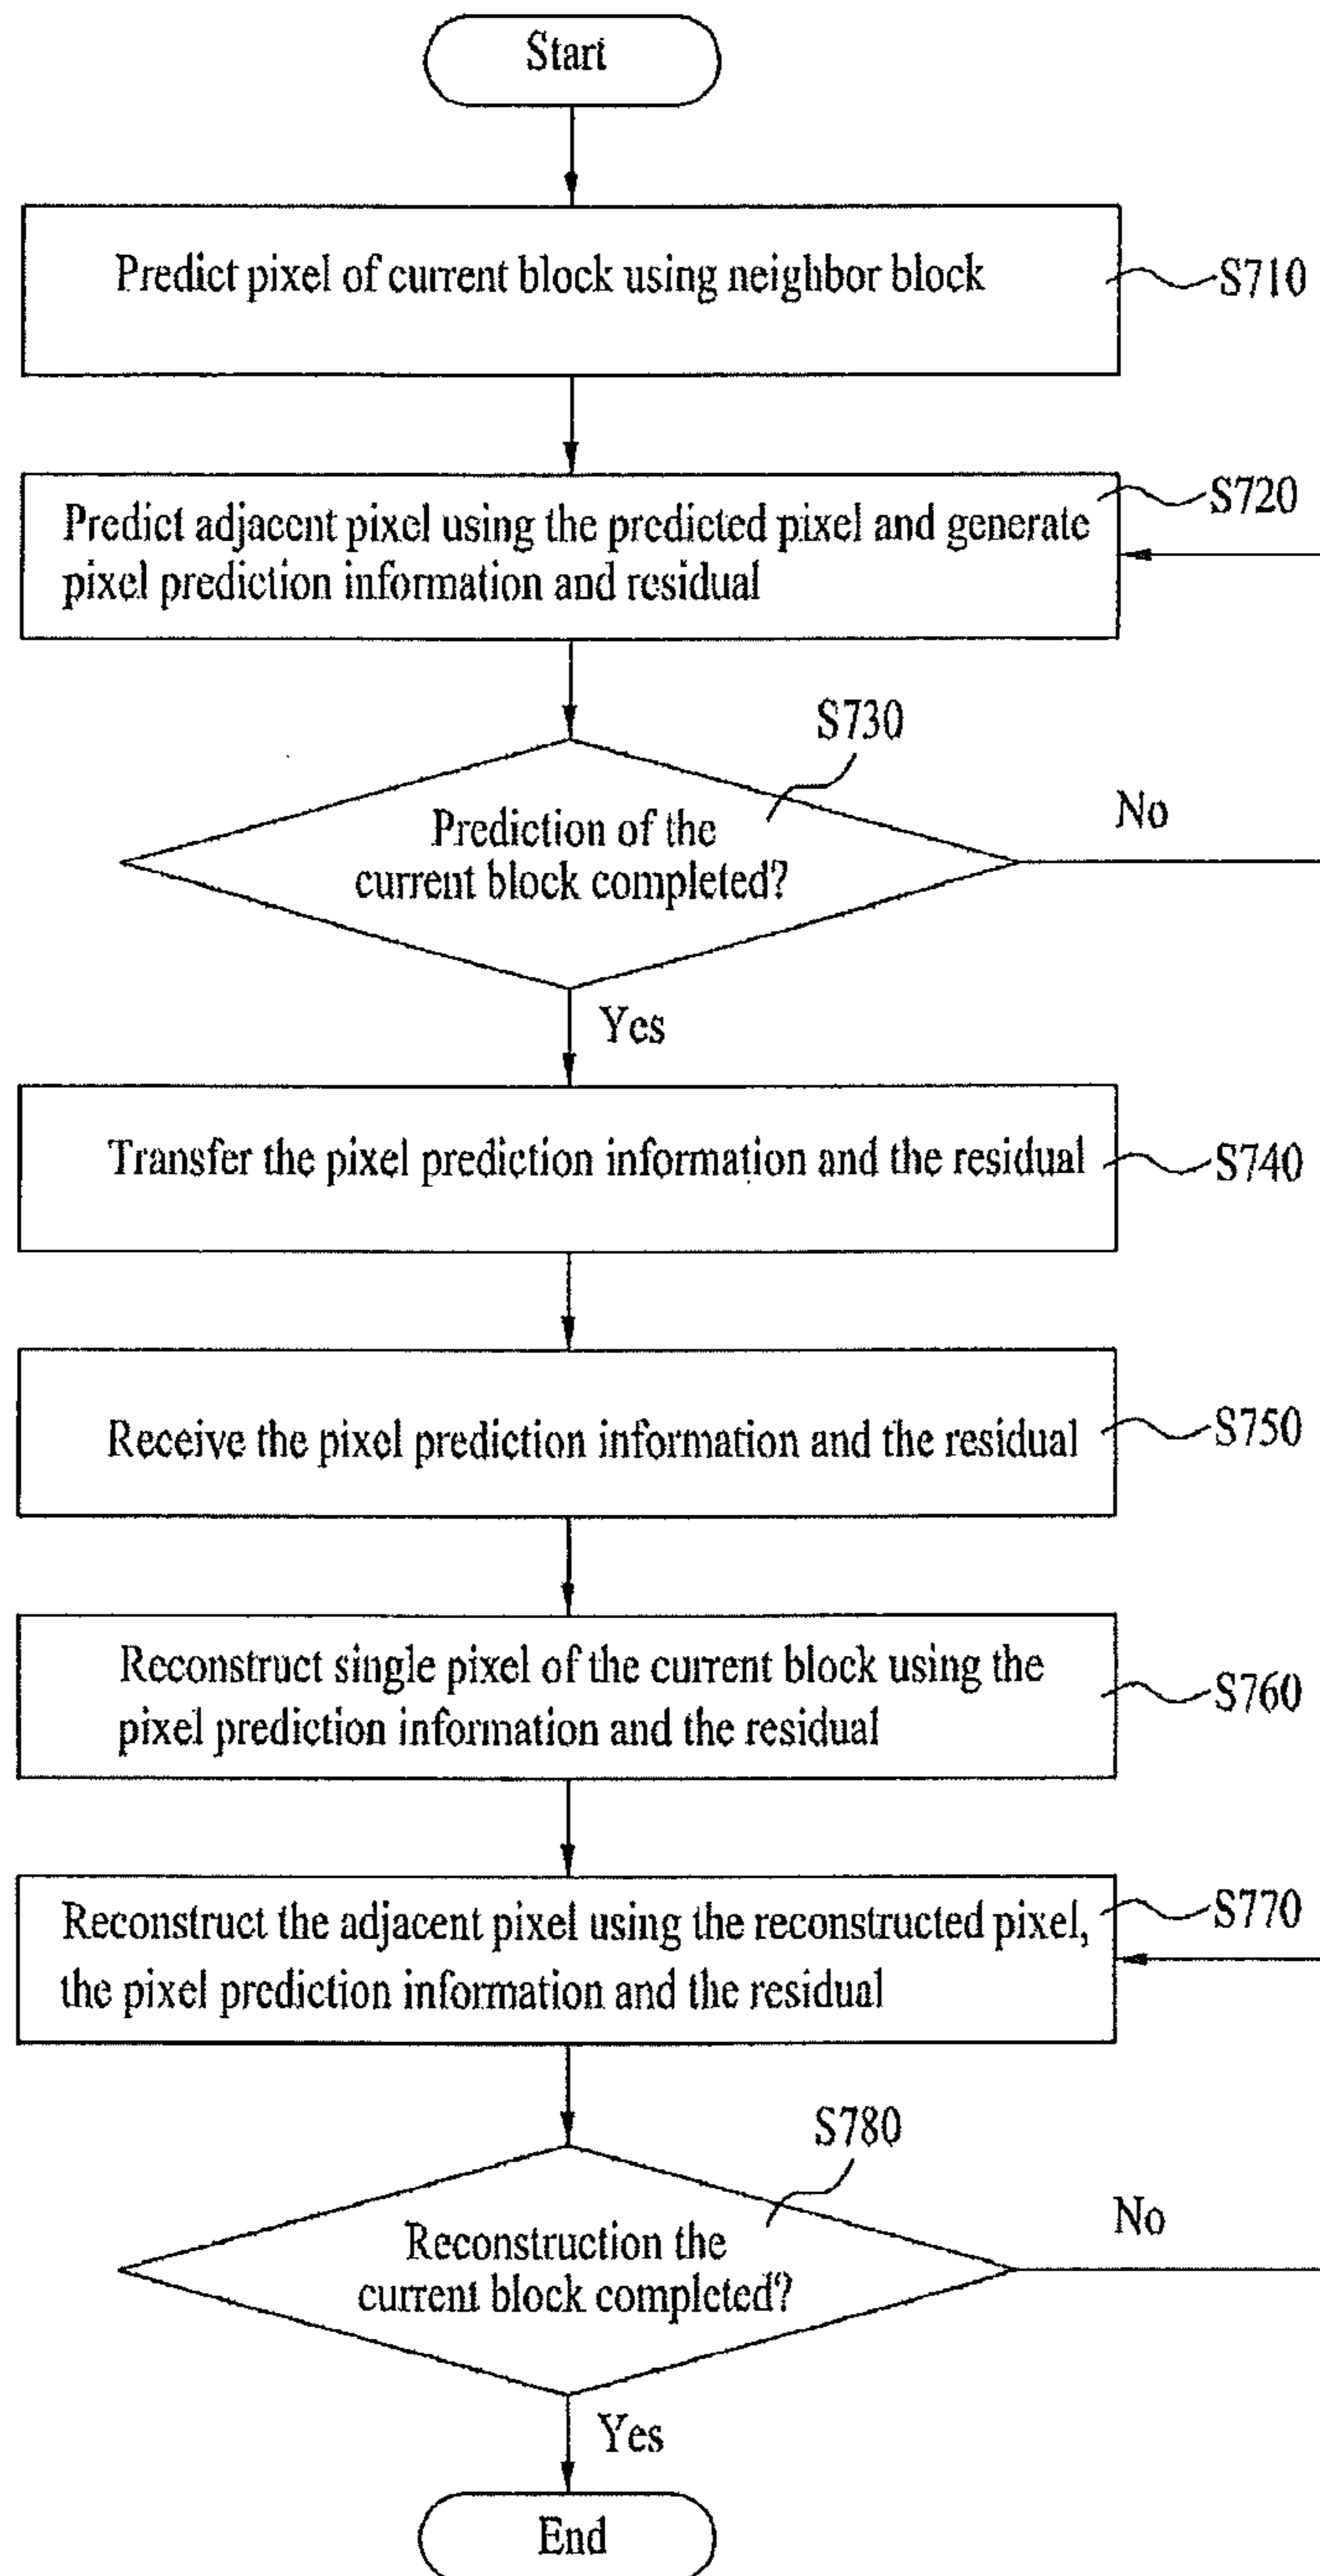 Start
Predict pixel of current block using neighbor block
S710
Predict adjacent pixel using the predicted pixel and generate
pixel prediction information and residual
S720
S730
Prediction of the
current block completed?
No
Yes
Transfer the pixel prediction information and the residual
S740
Receive the pixel prediction information and the residual
S750
Reconstruct single pixel of the current block using the
pixel prediction information and the residual
S760
Reconstruct the adjacent pixel using the reconstructed pixel,
the pixel prediction information and the residual
S770
S780
Reconstruction the
current block completed?
No
Yes
End